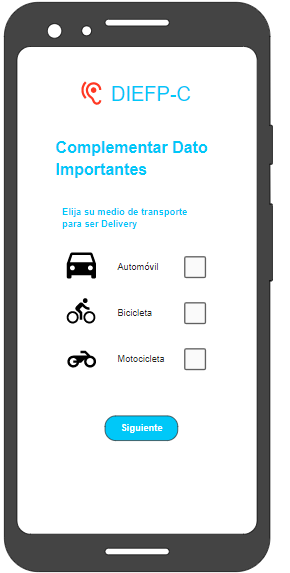 DIEFP-C
Complementar Dato
Importantes
Elija su medio de transporte
para ser Delivery
Automóvil
Bicicleta
Motocicleta
Siguiente